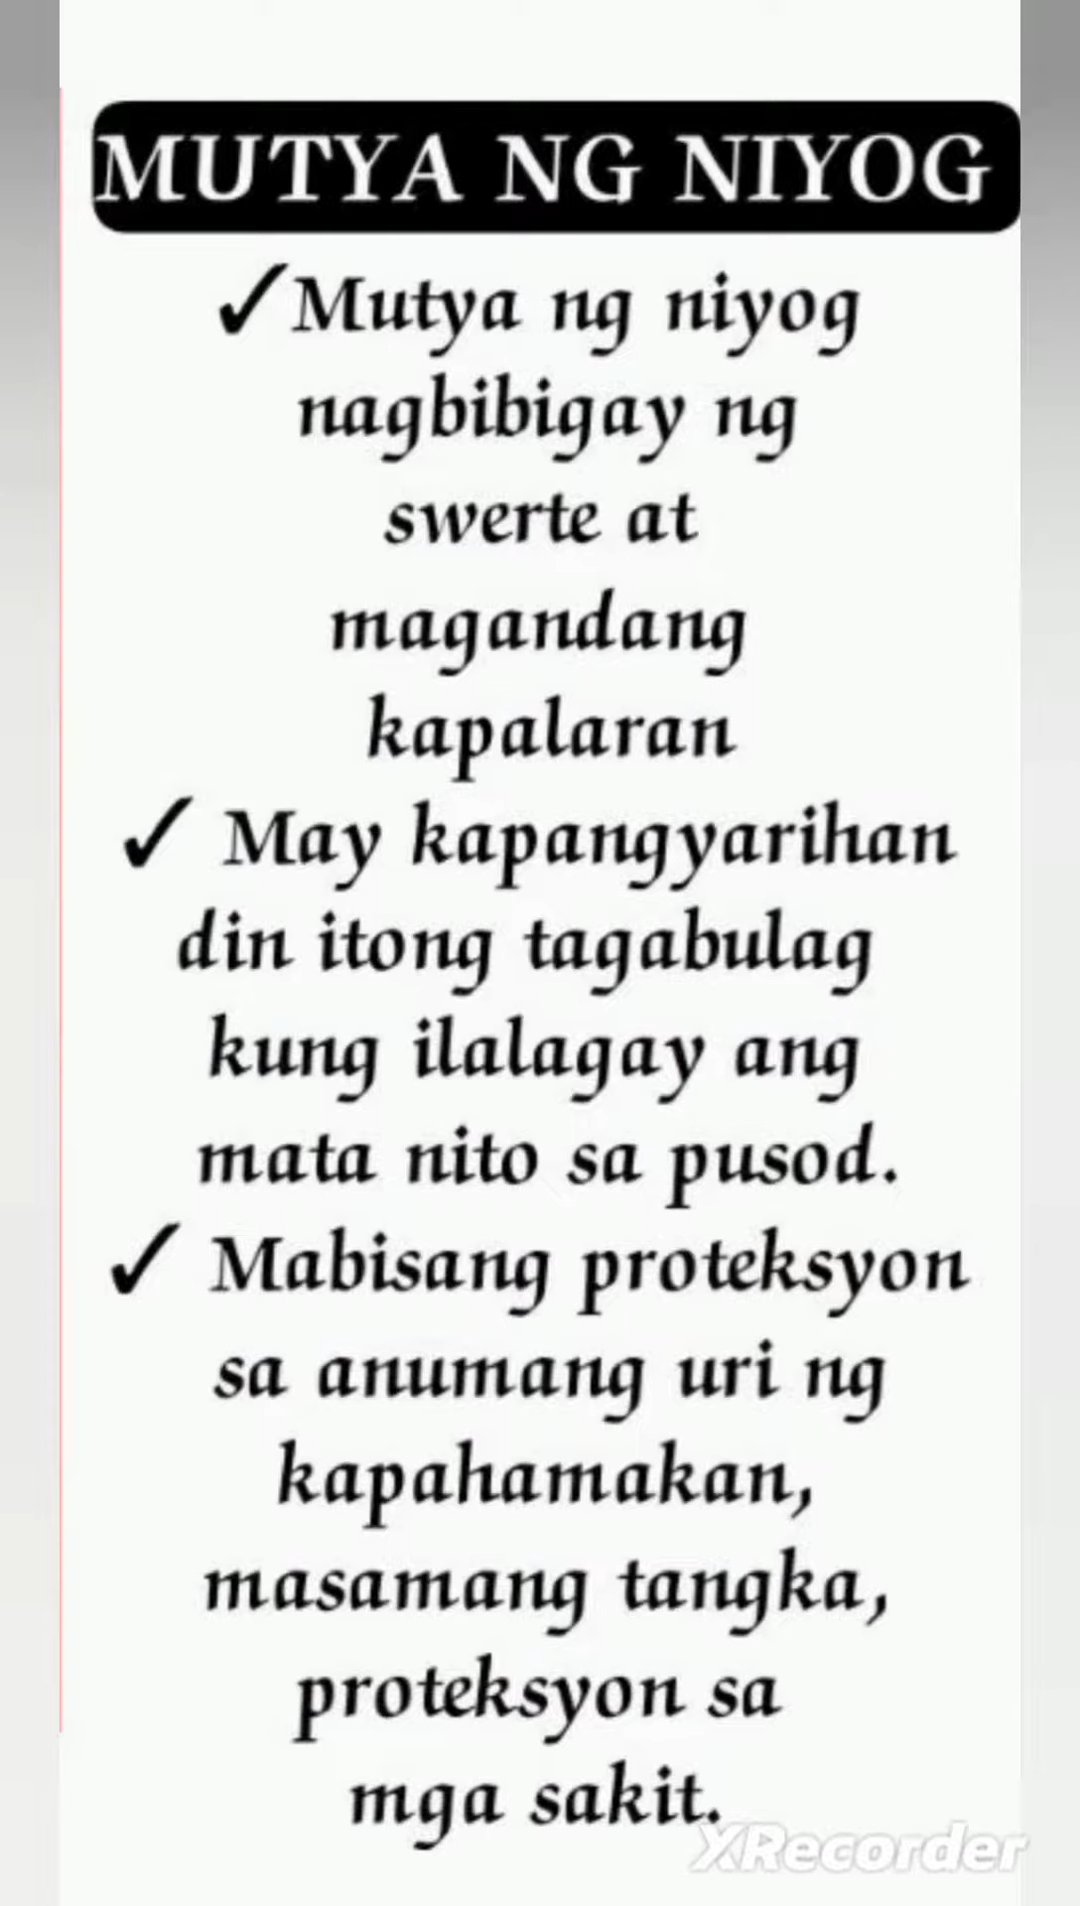 MUTYA NG NIYOG
✓Mutya ng niyog
nagbibigay ng
swerte at
magandang
kapalaran
✓ May kapangyarihan
din itong tagabulag
kung ilalagay ang
mata nito sa pusod.
✓ Mabisang proteksyon
sa anumang uri ng
kapahamakan,
masamang tangka,
proteksyon sa
mga sakit.
XRecorder